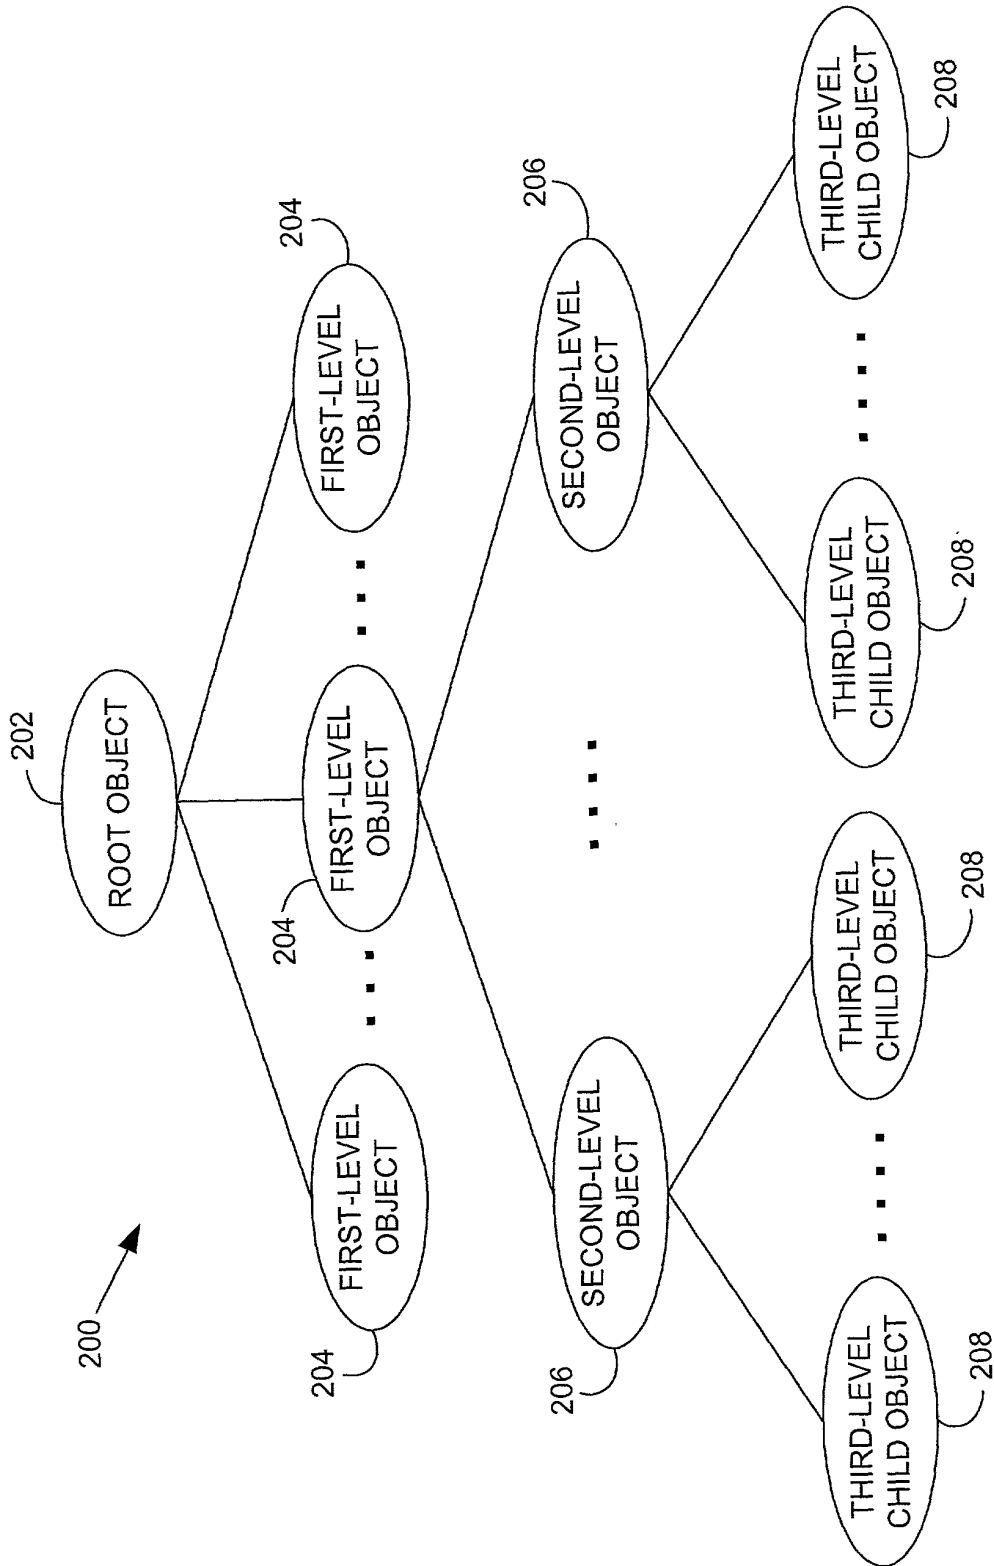 200
202
ROOT OBJECT
204
FIRST-LEVEL
OBJECT
204
FIRST-LEVEL
OBJECT
204
FIRST-LEVEL
OBJECT
206
SECOND-LEVEL
OBJECT
206
SECOND-LEVEL
OBJECT
THIRD-LEVEL
CHILD OBJECT
208
THIRD-LEVEL
CHILD OBJECT
208
THIRD-LEVEL
CHILD OBJECT
208
THIRD-LEVEL
CHILD OBJECT
208